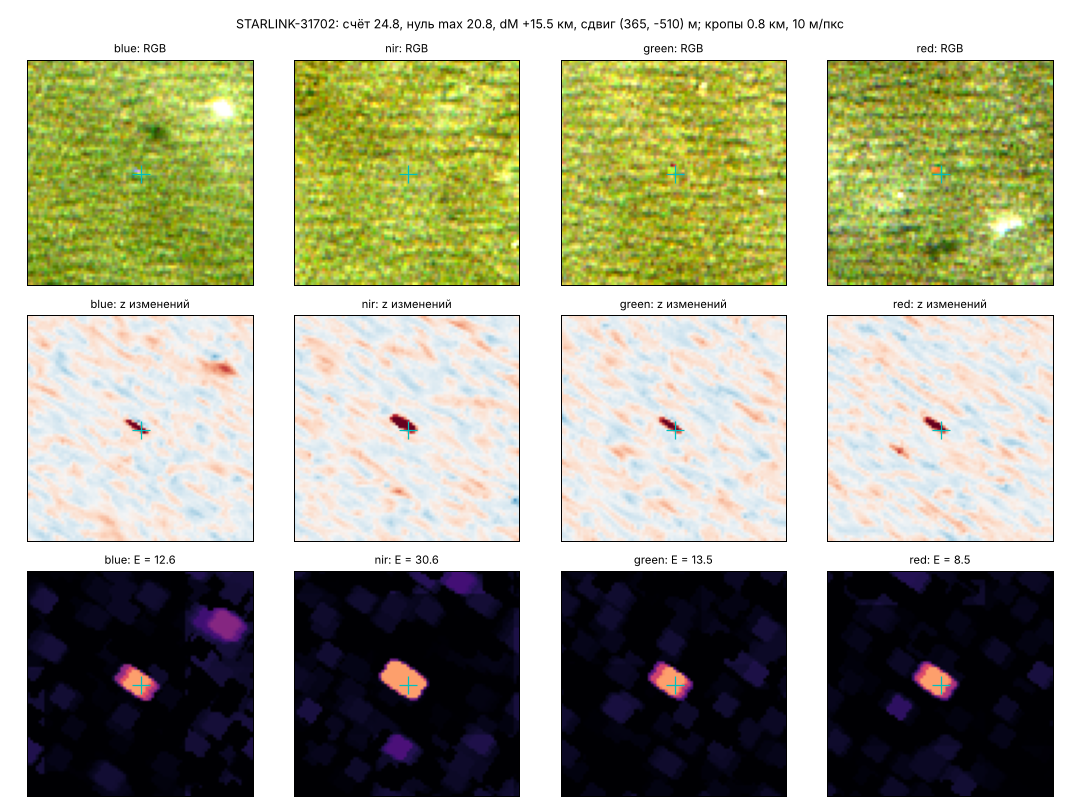 STARLINK-31702: счёт 24.8, нуль max 20.8, dM +15.5 км, сдвиг (365, -510) м; кропы 0.8 км, 10 м/пкс
blue: RGB
nir: RGB
green: RGB
red: RGB
blue: z изменений
nir: z изменений
green: z изменений
red: z изменений
blue: E = 12.6
nir: E = 30.6
green: E = 13.5
red: E = 8.5